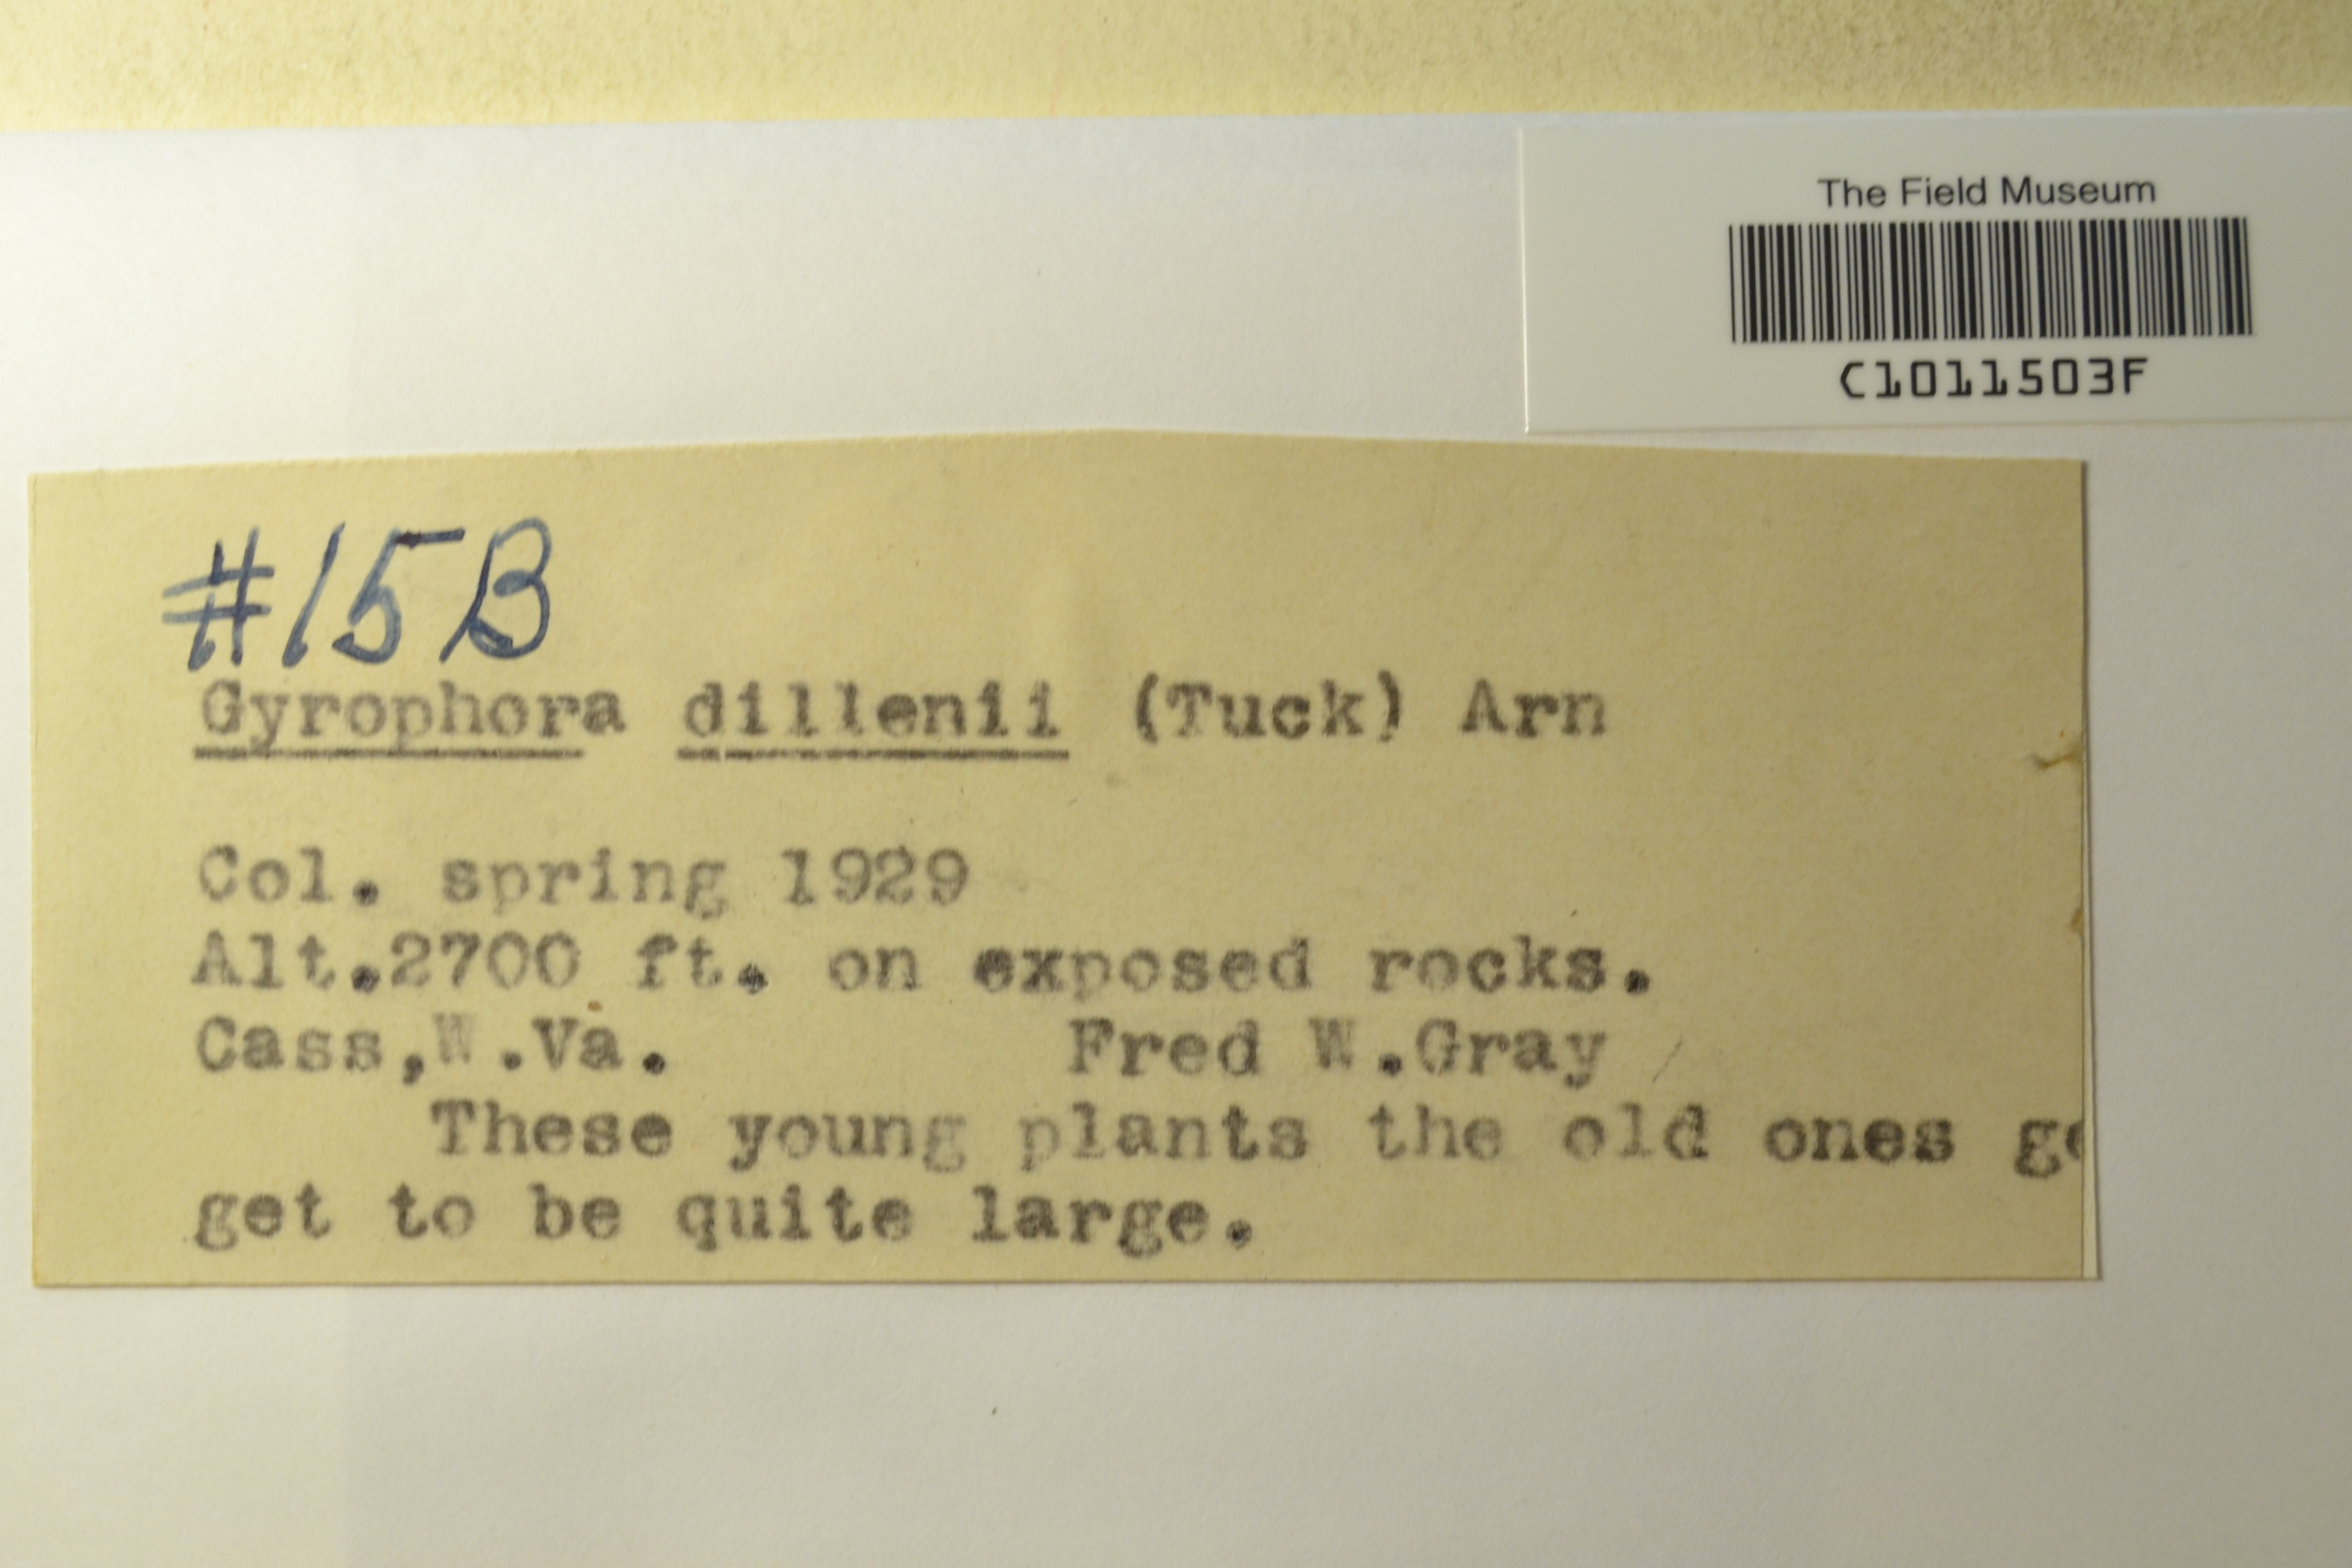 The Field Museum
C1011503F
#15B
Gyrophora dillenii (Tuck) Arn
Col. spring 1929
Alt.2700 ft. on exposed rocks.
Cass,W.Va. Fred W.Gray
These young plants the old ones ge
get to be quite large.